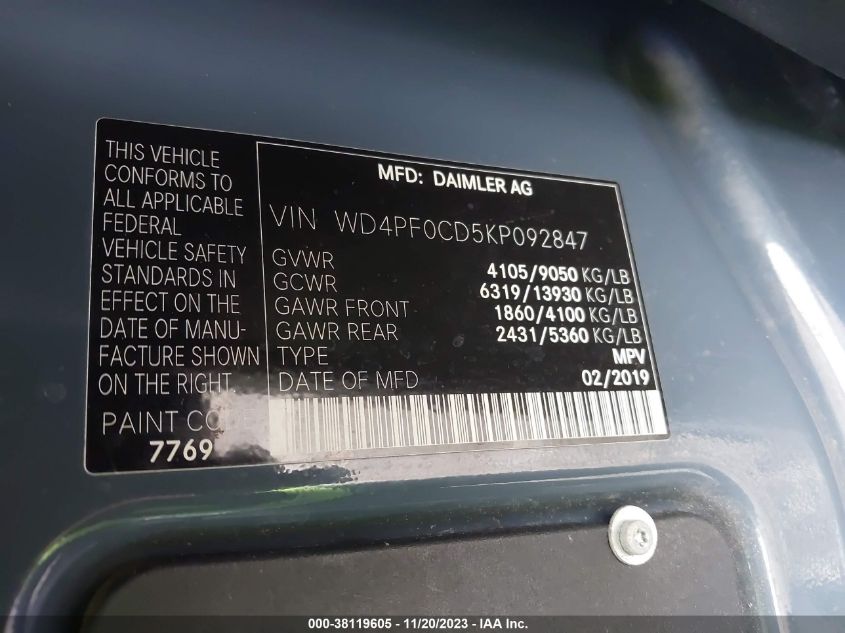 THIS VEHICLE
CONFORMS TO
ALL APPLICABLE
FEDERAL
VEHICLE SAFETY
STANDARDS IN
EFFECT ON THE
DATE OF MANU-
FACTURE SHOWN
ON THE RIGHT.
PAINT CODE
7769
MFD: DAIMLER AG
VIN WD4PF0CD5KP092847
GVWR 4105/9050 KG/LB
GCWR 6319/13930 KG/LB
GAWR FRONT 1860/4100 KG/LB
GAWR REAR 2431/5360 KG/LB
TYPE MPV
DATE OF MFD 02/2019
000-38119605 - 11/20/2023 - IAAI Inc.